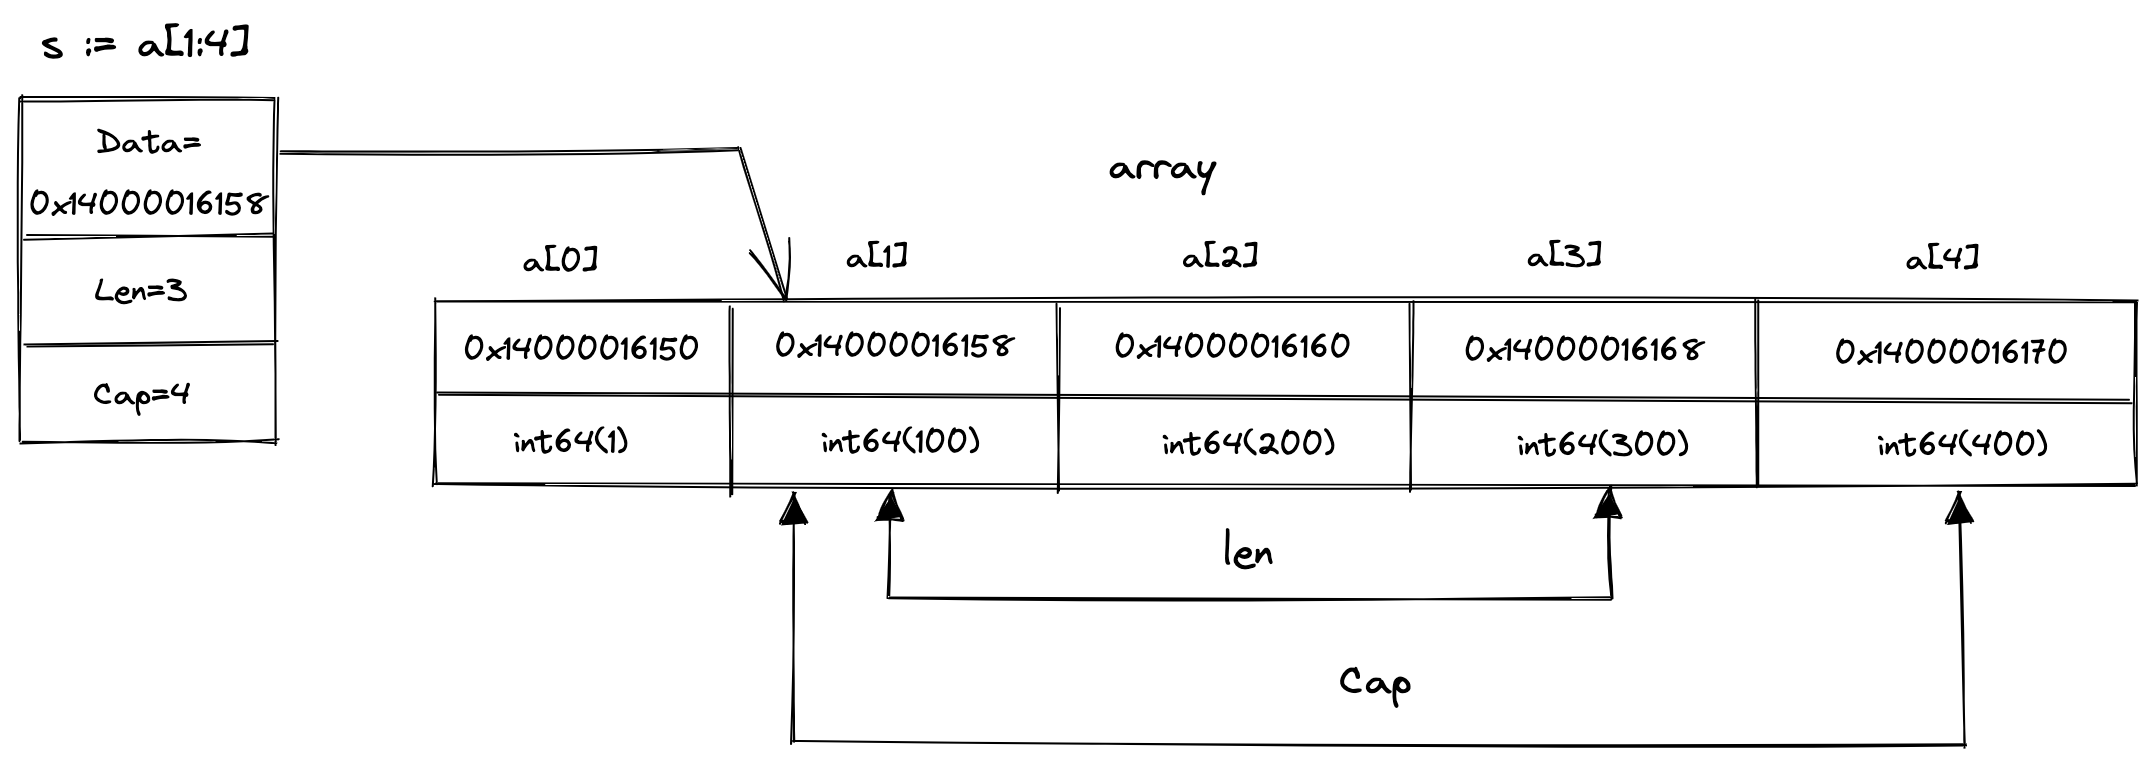 s := a[1:4]
Data=
0x14000016158
Len=3
Cap=4
array
a[0] a[1] a[2] a[3] a[4]
0x14000016150 0x14000016158 0x14000016160 0x14000016168 0x14000016170
int64(1) int64(100) int64(200) int64(300) int64(400)
len
Cap